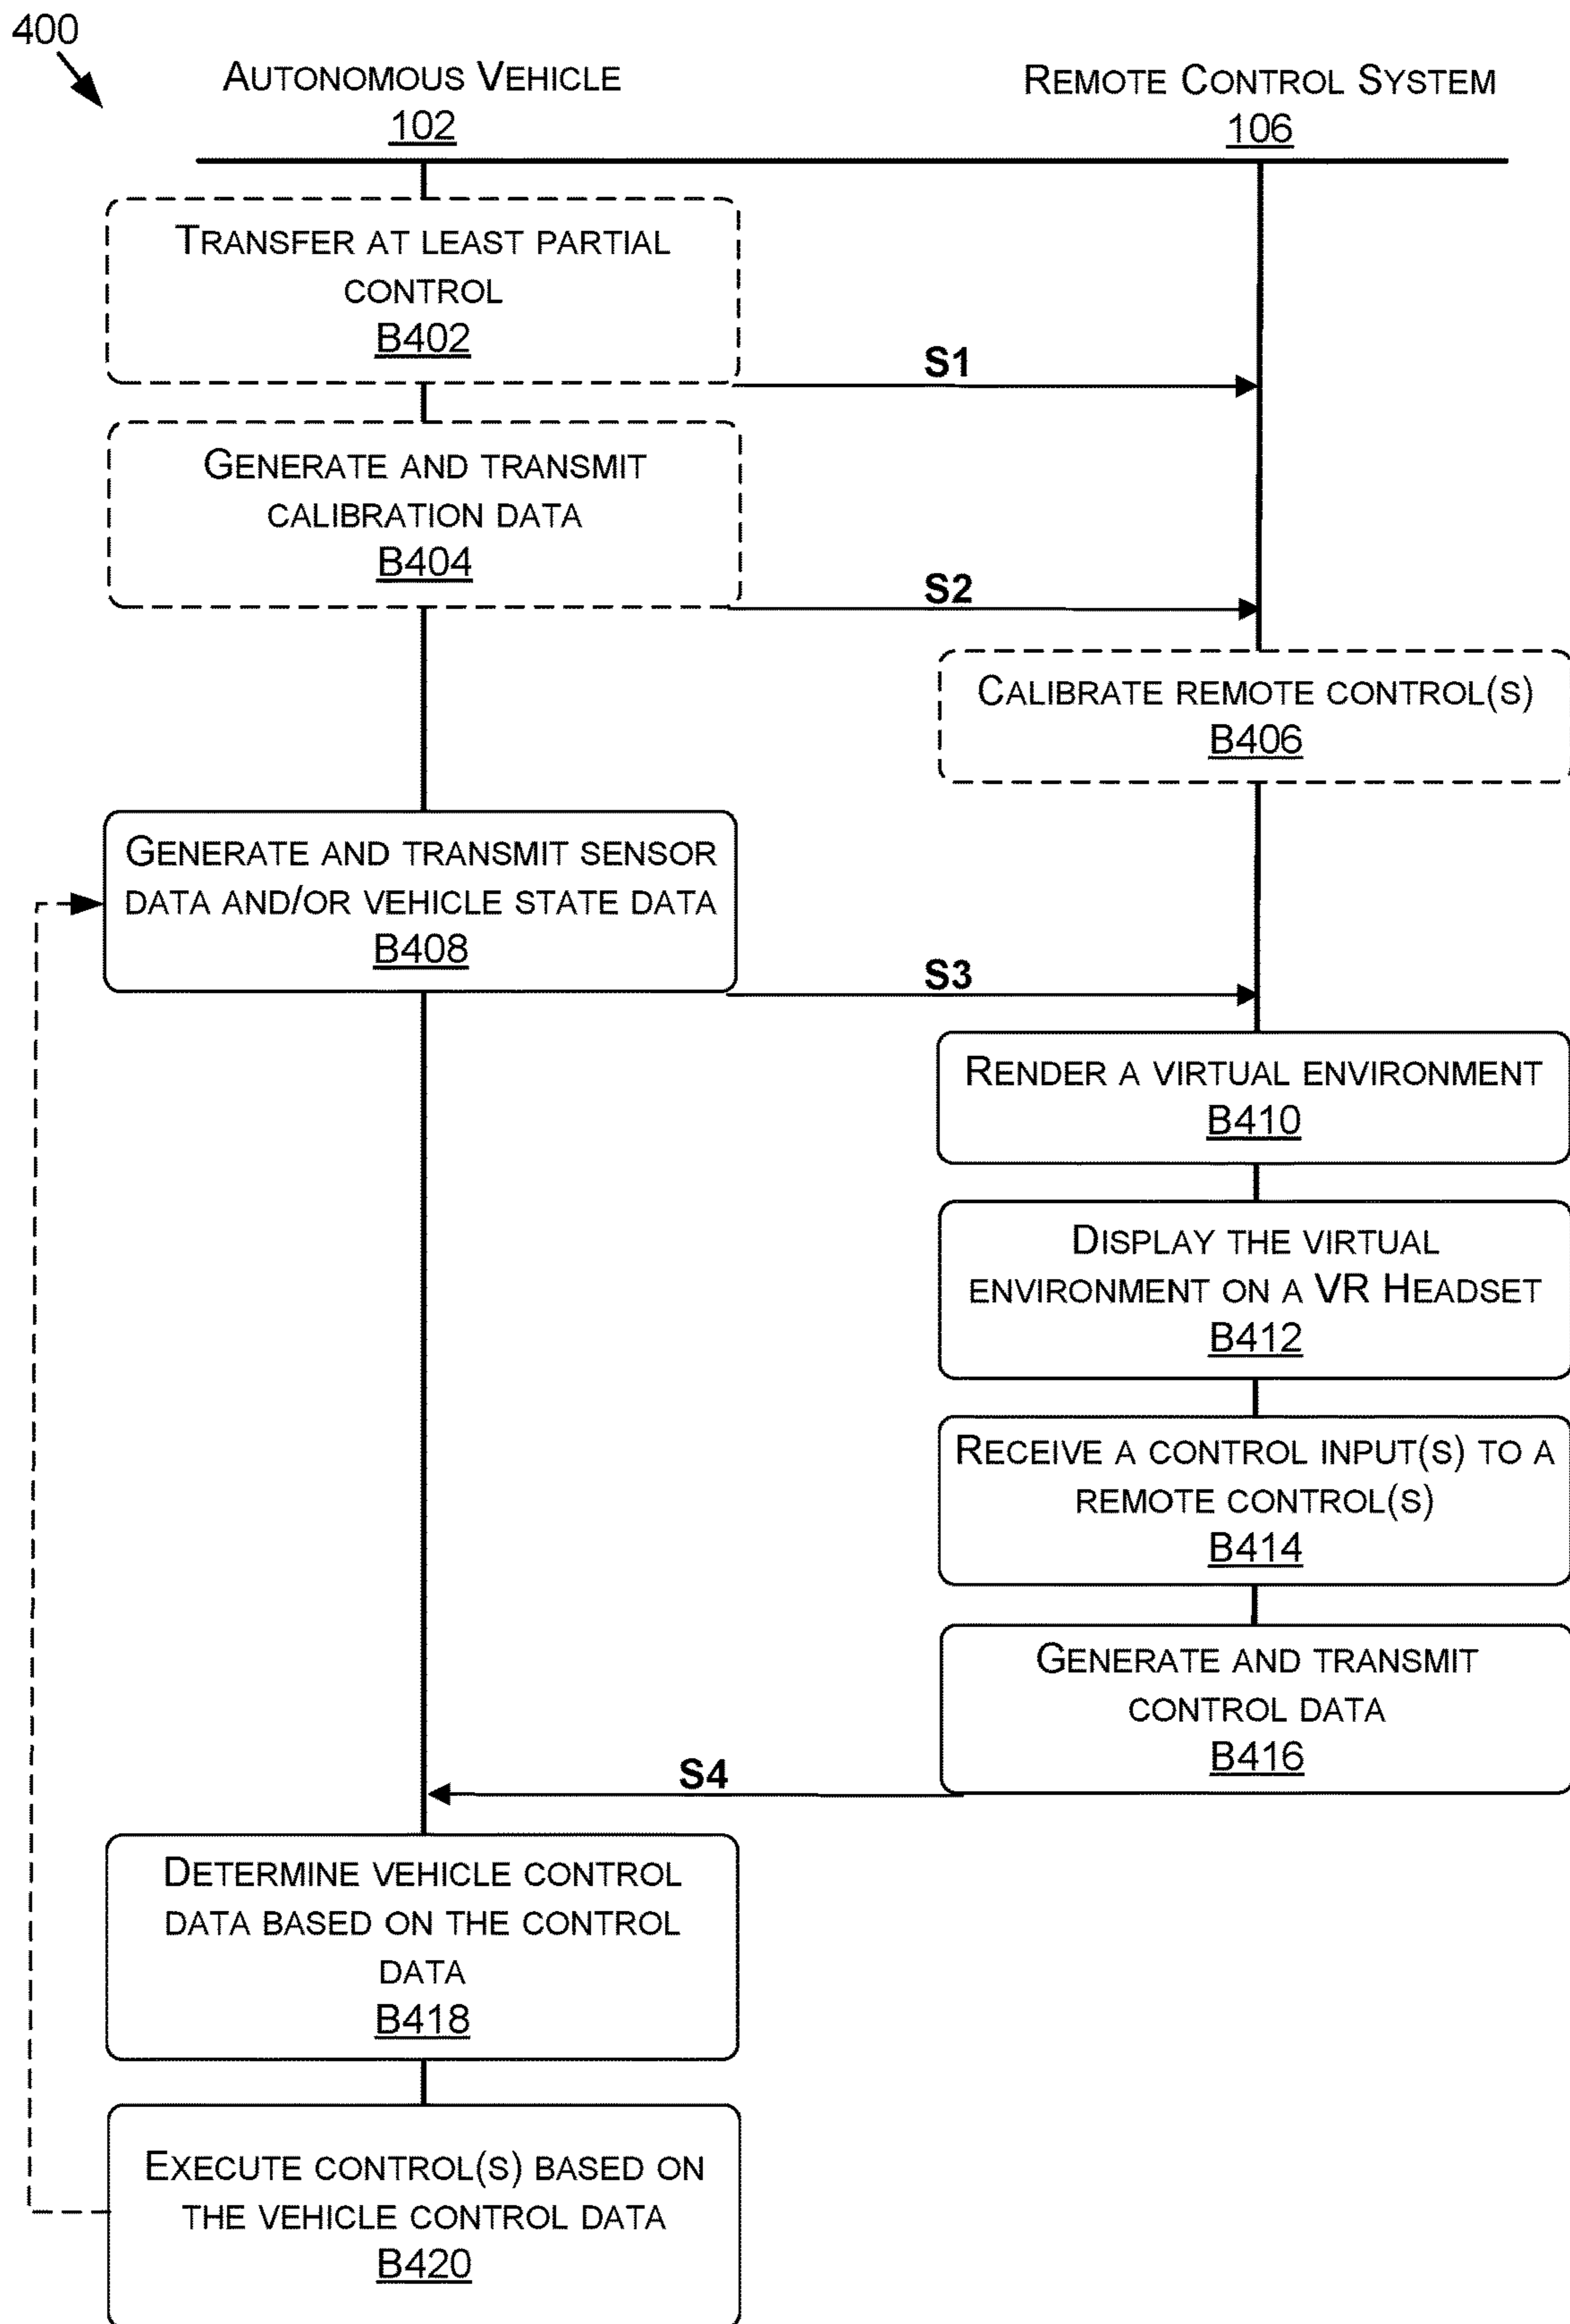 400
Autonomous Vehicle
102
Remote Control System
106
Transfer at least partial
control
B402
S1
Generate and transmit
calibration data
B404
S2
Calibrate remote control(s)
B406
Generate and transmit sensor
data and/or vehicle state data
B408
S3
Render a virtual environment
B410
Display the virtual
environment on a VR Headset
B412
Receive a control input(s) to a
remote control(s)
B414
Generate and transmit
control data
B416
S4
Determine vehicle control
data based on the control
data
B418
Execute control(s) based on
the vehicle control data
B420